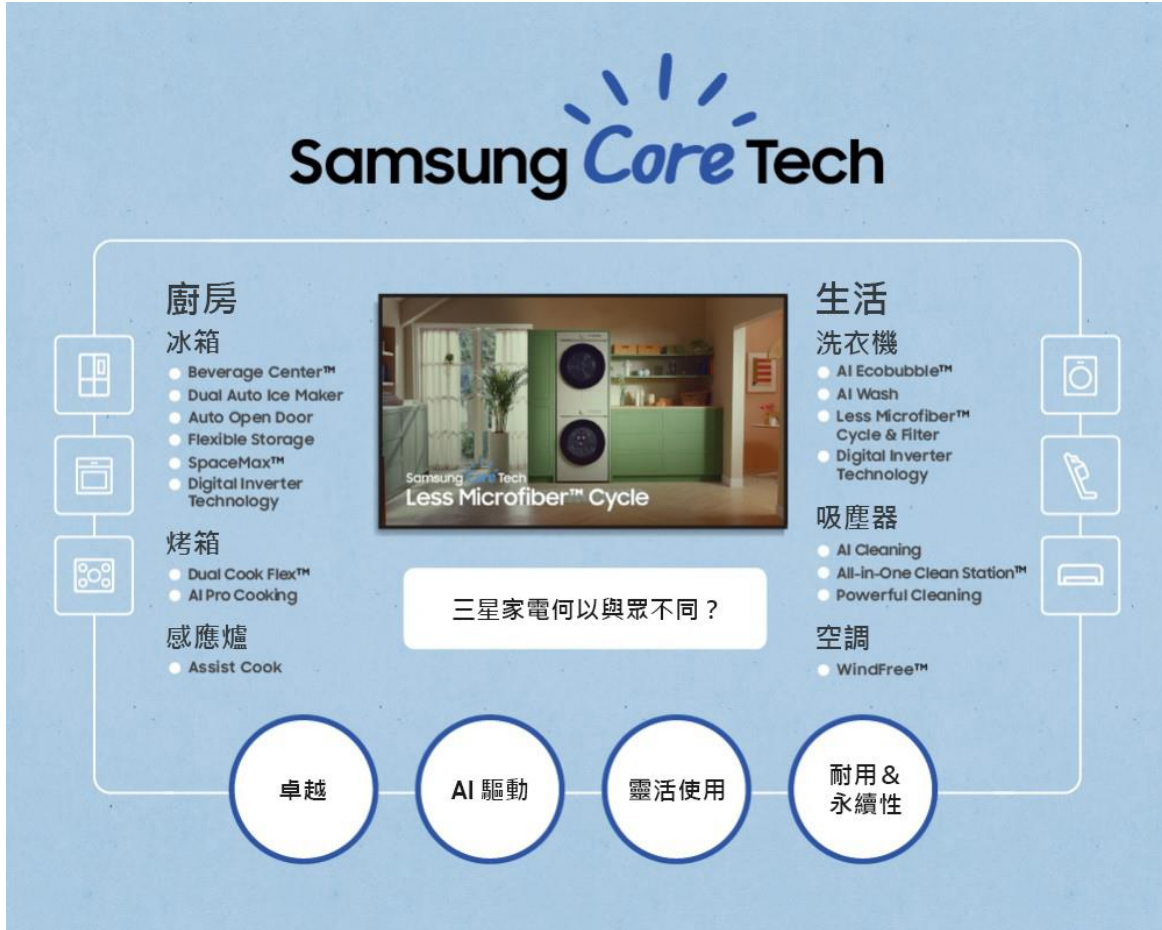 Samsung Core Tech
廚房
冰箱
Beverage Center™
Dual Auto Ice Maker
Auto Open Door
Flexible Storage
SpaceMax™
Digital Inverter
Technology
烤箱
Dual Cook Flex™
AI Pro Cooking
感應爐
Assist Cook
Samsung Core Tech
Less Microfiber™ Cycle
三星家電何以與眾不同？
生活
洗衣機
AI Ecobubble™
AI Wash
Less Microfiber™
Cycle & Filter
Digital Inverter
Technology
吸塵器
AI Cleaning
All-in-One Clean Station™
Powerful Cleaning
空調
WindFree™
卓越
AI 驅動
靈活使用
耐用＆
永續性